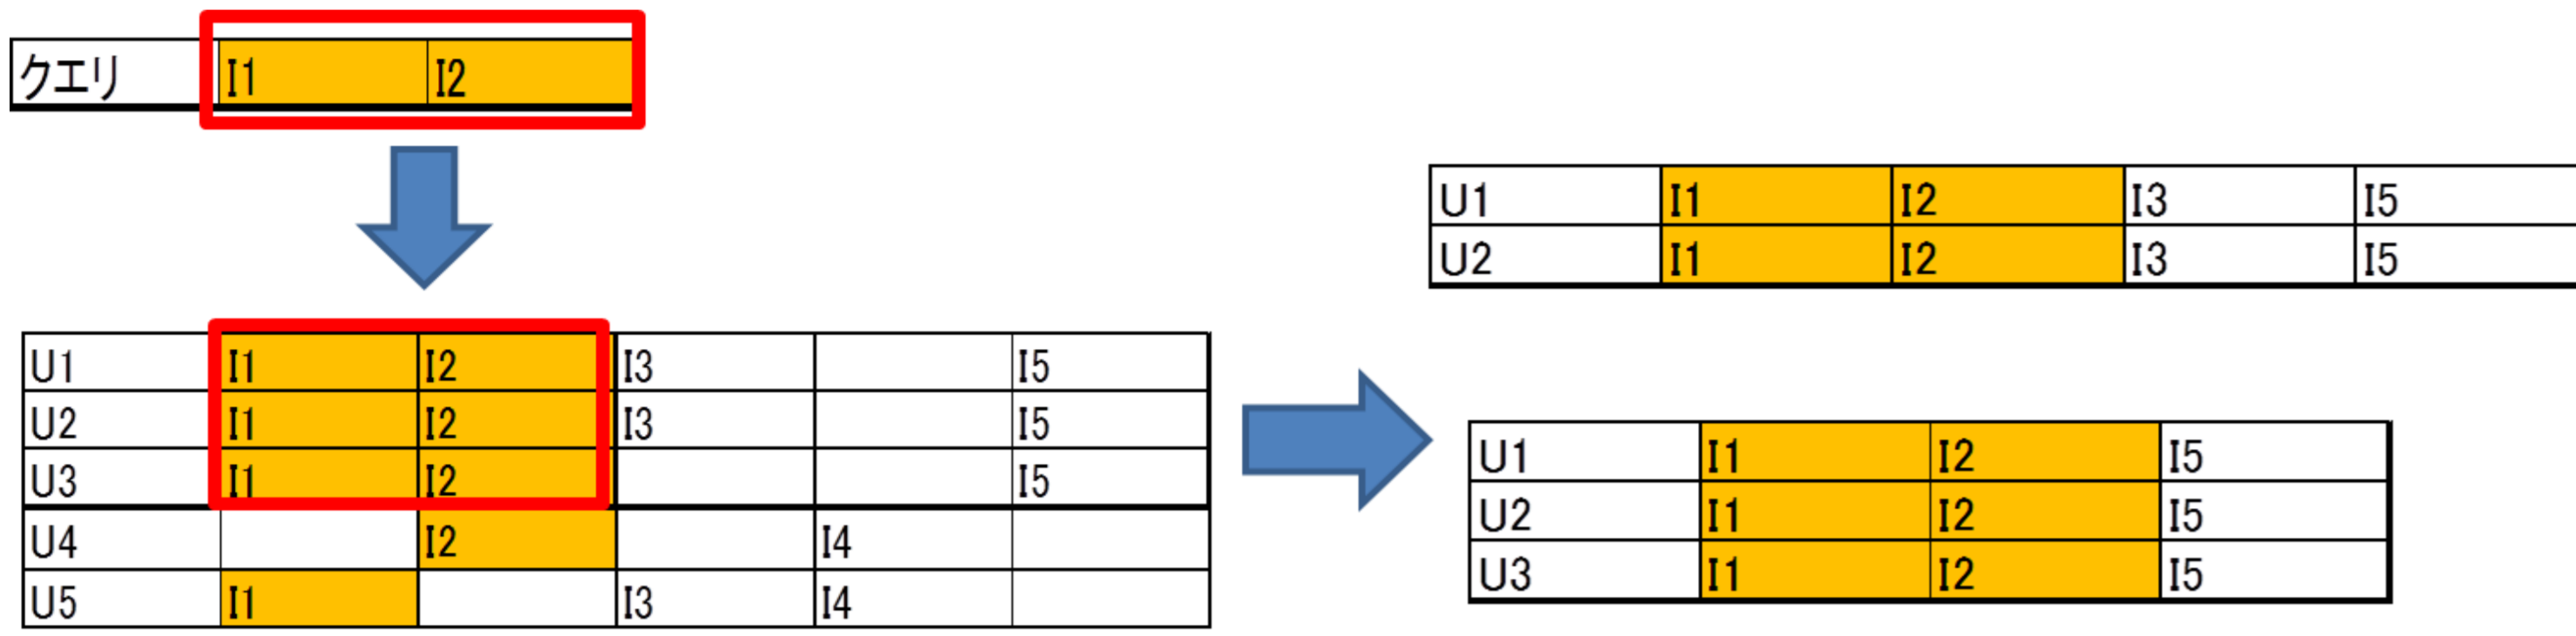 クエリ I1 I2
U1 I1 I2 I3 I5
U2 I1 I2 I3 I5
U3 I1 I2 I5
U4 I2 I4
U5 I1 I3 I4
U1 I1 I2 I3 I5
U2 I1 I2 I3 I5
U1 I1 I2 I5
U2 I1 I2 I5
U3 I1 I2 I5